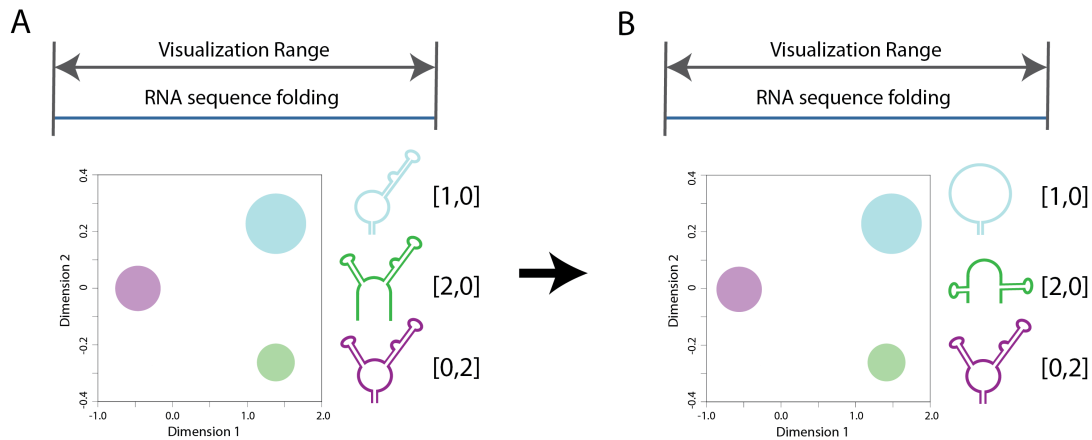 A
Visualization Range
RNA sequence folding
0.4
0.2
0
-0.2
-0.4
Dimension 2
-1.0
0.0
1.0
2.0
Dimension 1
[1,0]
[2,0]
[0,2]
B
Visualization Range
RNA sequence folding
0.4
0.2
0
-0.2
-0.4
Dimension 2
-1.0
0.0
1.0
2.0
Dimension 1
[1,0]
[2,0]
[0,2]